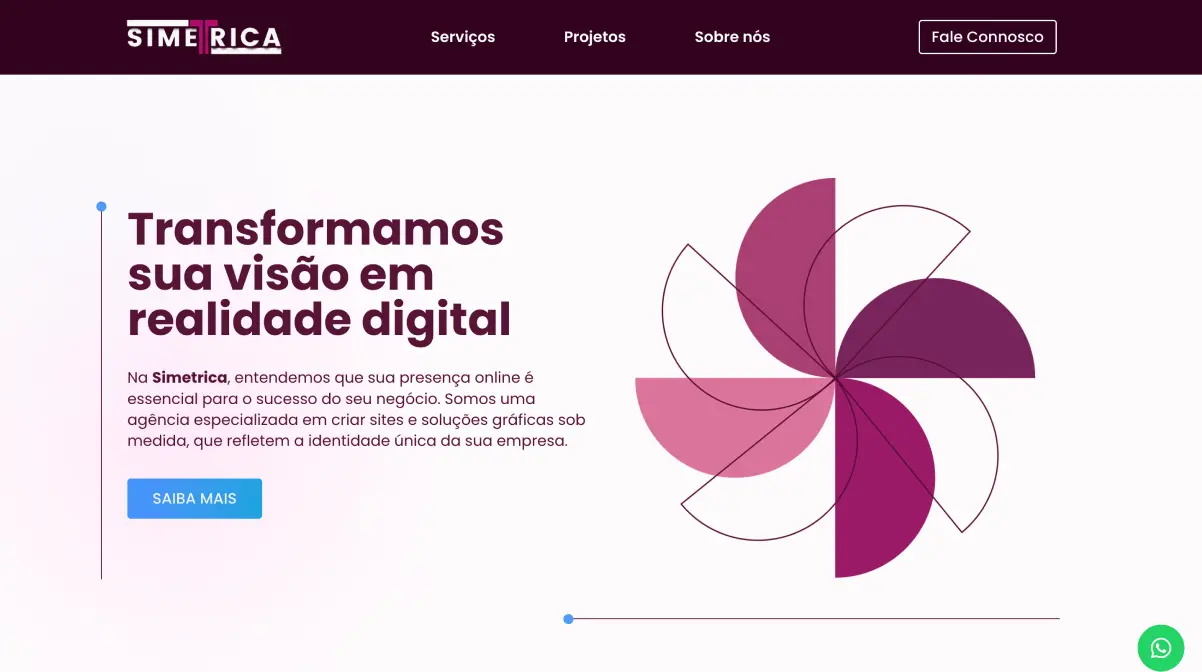 SIMETRICA
Serviços
Projetos
Sobre nós
Fale Connosco
Transformamos
sua visão em
realidade digital
Na Simetrica, entendemos que sua presença online é
essencial para o sucesso do seu negócio. Somos uma
agência especializada em criar sites e soluções gráficas sob
medida, que refletem a identidade única da sua empresa.
SAIBA MAIS